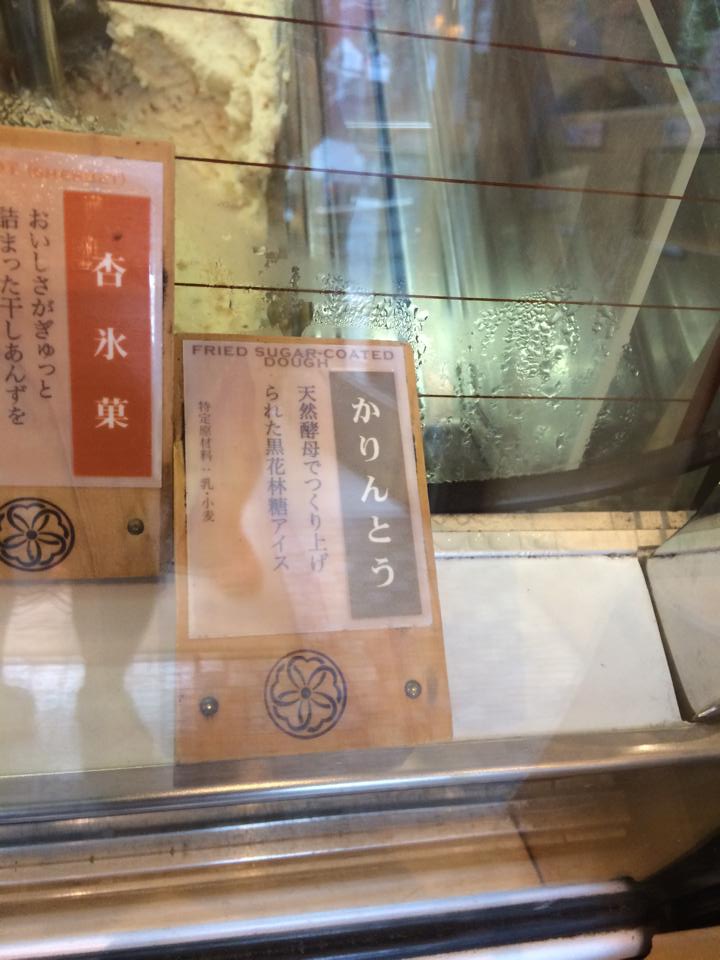 FRIED SUGAR-COATED
DOUGH
かりんとう
天然酵母でつくり上げ
られた黒花林糖アイス
特定原材料：乳・小麦
(SHERBET)
杏氷菓
おいしさがぎゅっと
詰まった干しあんずを